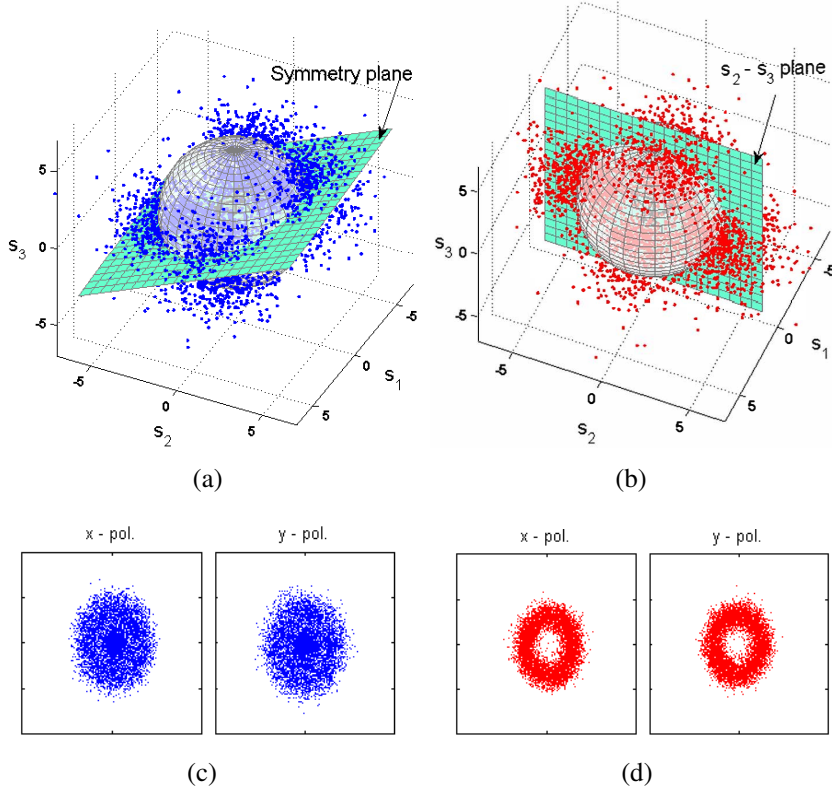 Symmetry plane
5
0
-5
s3
-5
0
5
s2
-5
0
5
s1
(a)
s2 - s3 plane
5
0
-5
s3
-5
0
5
s2
-5
0
5
s1
(b)
x - pol.
y - pol.
(c)
x - pol.
y - pol.
(d)